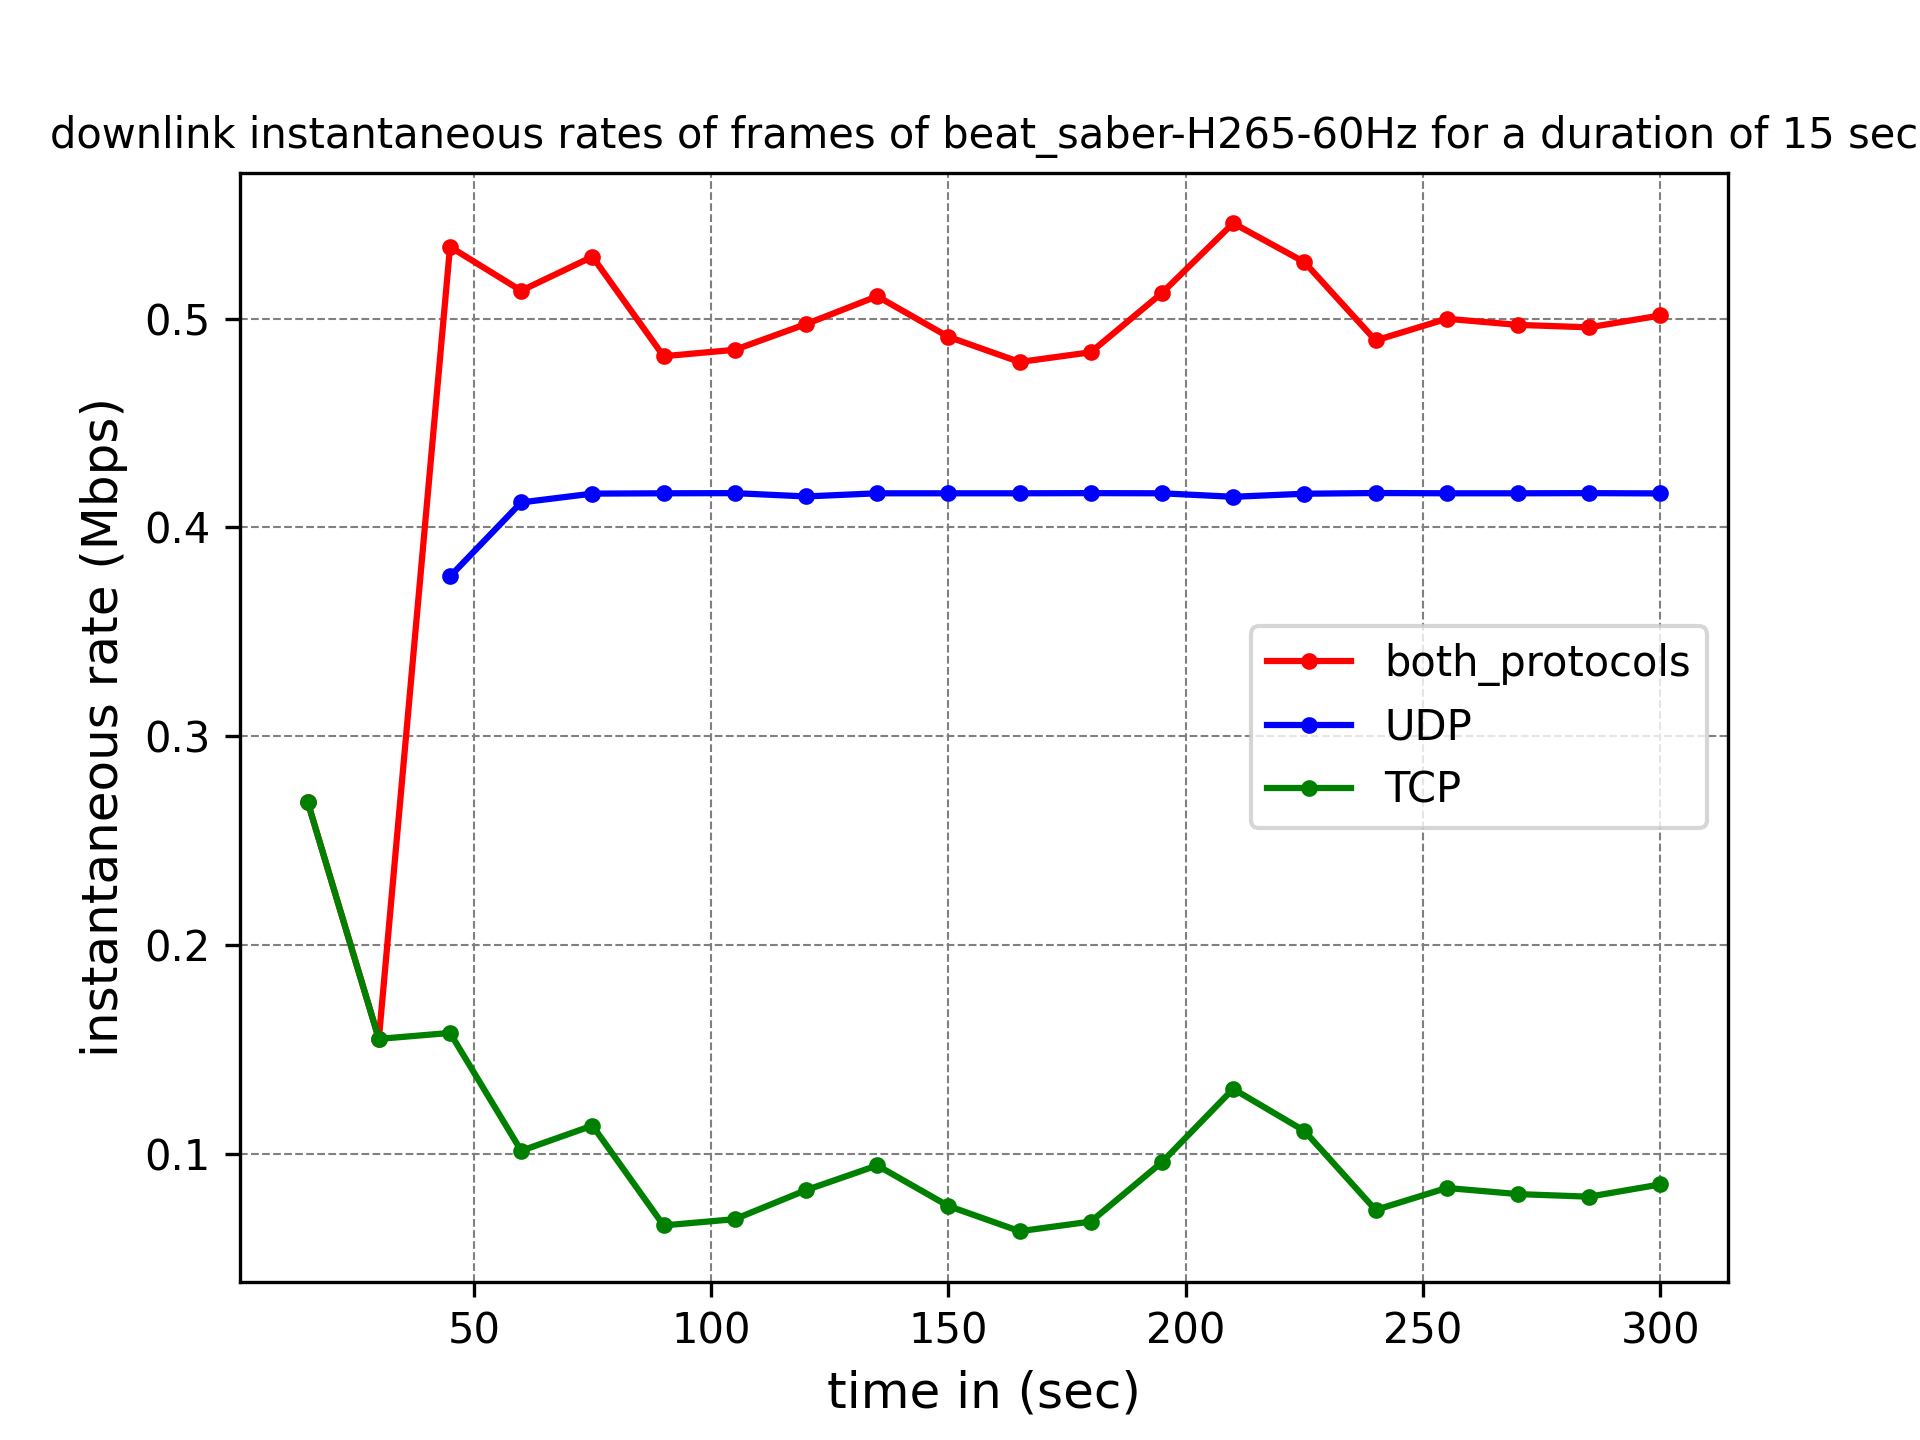 downlink instantaneous rates of frames of beat_saber-H265-60Hz for a duration of 15 sec
instantaneous rate (Mbps)
0.5
0.4
0.3
0.2
0.1
both_protocols
UDP
TCP
50 100 150 200 250 300
time in (sec)